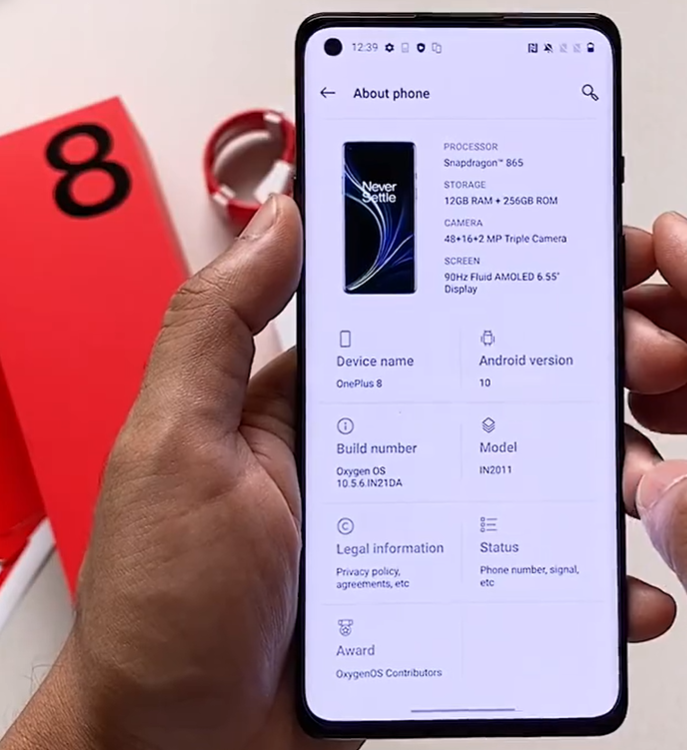 8
12:39
About phone
Never
Settle
PROCESSOR
Snapdragon™ 865
STORAGE
12GB RAM + 256GB ROM
CAMERA
48+16+2 MP Triple Camera
SCREEN
90Hz Fluid AMOLED 6.55"
Display
Device name
OnePlus 8
Android version
10
Build number
Oxygen OS
10.5.6.IN21DA
Model
IN2011
Legal information
Privacy policy,
agreements, etc
Status
Phone number, signal,
etc
Award
OxygenOS Contributors